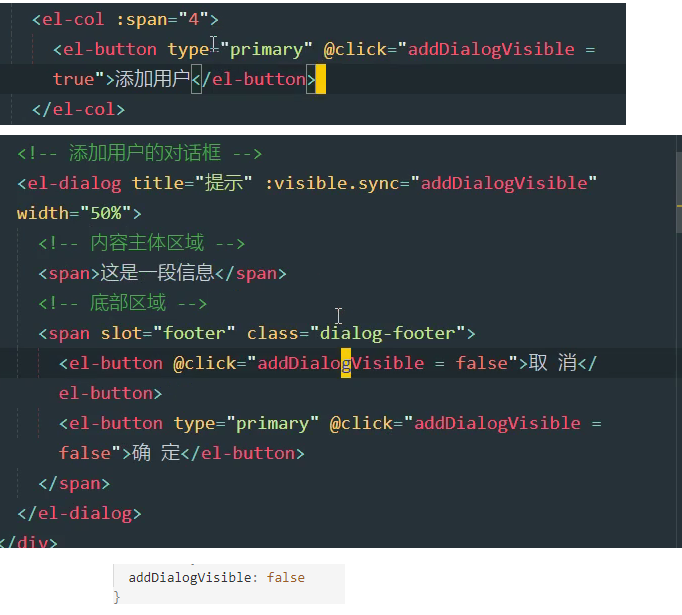 <el-col :span="4">
<el-button type="primary" @click="addDialogVisible =
true">添加用户</el-button>
</el-col>
<!-- 添加用户的对话框 -->
<el-dialog title="提示" :visible.sync="addDialogVisible"
width="50%">
<!-- 内容主体区域 -->
<span>这是一段信息</span>
<!-- 底部区域 -->
<span slot="footer" class="dialog-footer">
<el-button @click="addDialogVisible = false">取 消</
el-button>
<el-button type="primary" @click="addDialogVisible =
false">确 定</el-button>
</span>
</el-dialog>
</div>
addDialogVisible: false
}